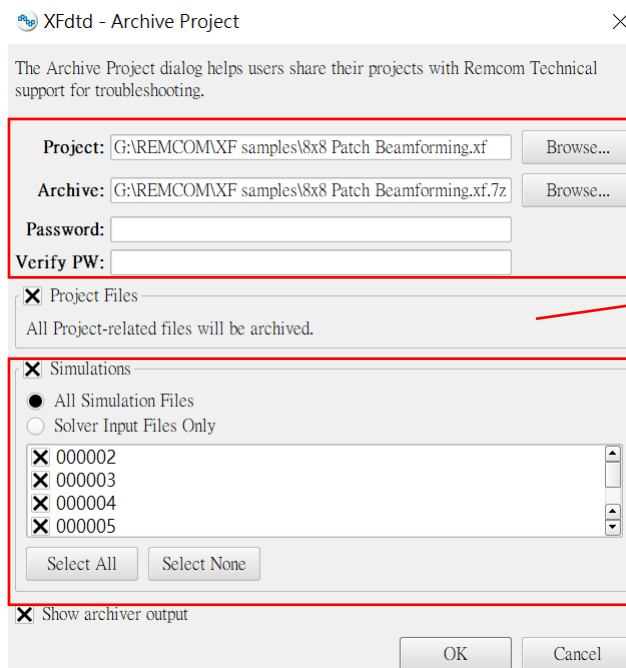 XFdtd - Archive Project
The Archive Project dialog helps users share their projects with Remcom Technical
support for troubleshooting.
Project: G:\REMCOM\XF samples\8x8 Patch Beamforming.xf Browse...
Archive: G:\REMCOM\XF samples\8x8 Patch Beamforming.xf.7z Browse...
Password:
Verify PW:
Project Files
All Project-related files will be archived.
Simulations
All Simulation Files
Solver Input Files Only
000002
000003
000004
000005
Select All Select None
Show archiver output
OK Cancel